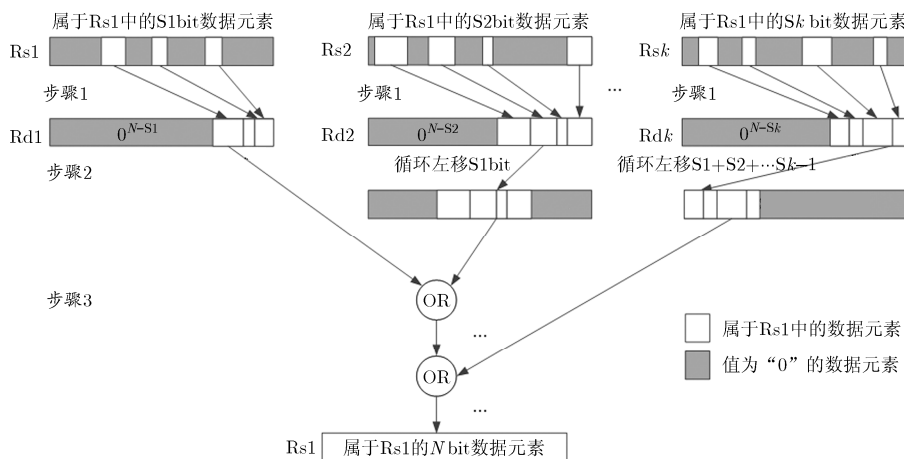 属于Rs1中的S1bit数据元素 属于Rs1中的S2bit数据元素 属于Rs1中的Sk bit数据元素
Rs1 Rs2 Rsk
步骤1 步骤1 … 步骤1
Rd1 0^{N−S1} Rd2 0^{N−S2} Rdk 0^{N−Sk}
步骤2 循环左移S1bit 循环左移S1+S2+…Sk−1
步骤3 OR
…
属于Rs1中的数据元素
OR
值为“0”的数据元素
…
Rs1 属于Rs1的N bit数据元素